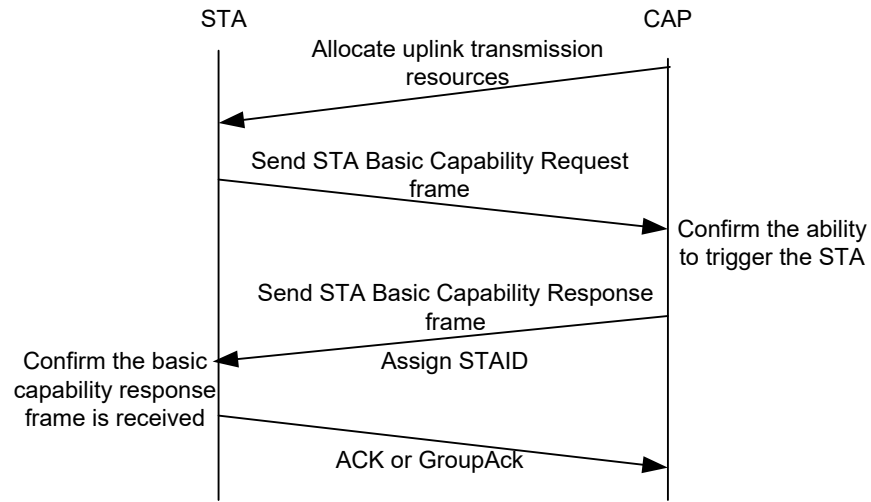 STA
CAP
Allocate uplink transmission
resources
Send STA Basic Capability Request
frame
Confirm the ability
to trigger the STA
Send STA Basic Capability Response
frame
Assign STAID
Confirm the basic
capability response
frame is received
ACK or GroupAck